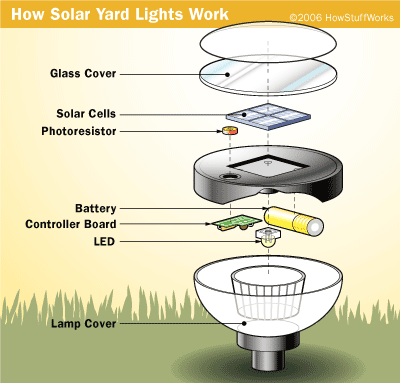 How Solar Yard Lights Work
©2006 HowStuffWorks
Glass Cover
Solar Cells
Photoresistor
Battery
Controller Board
LED
Lamp Cover